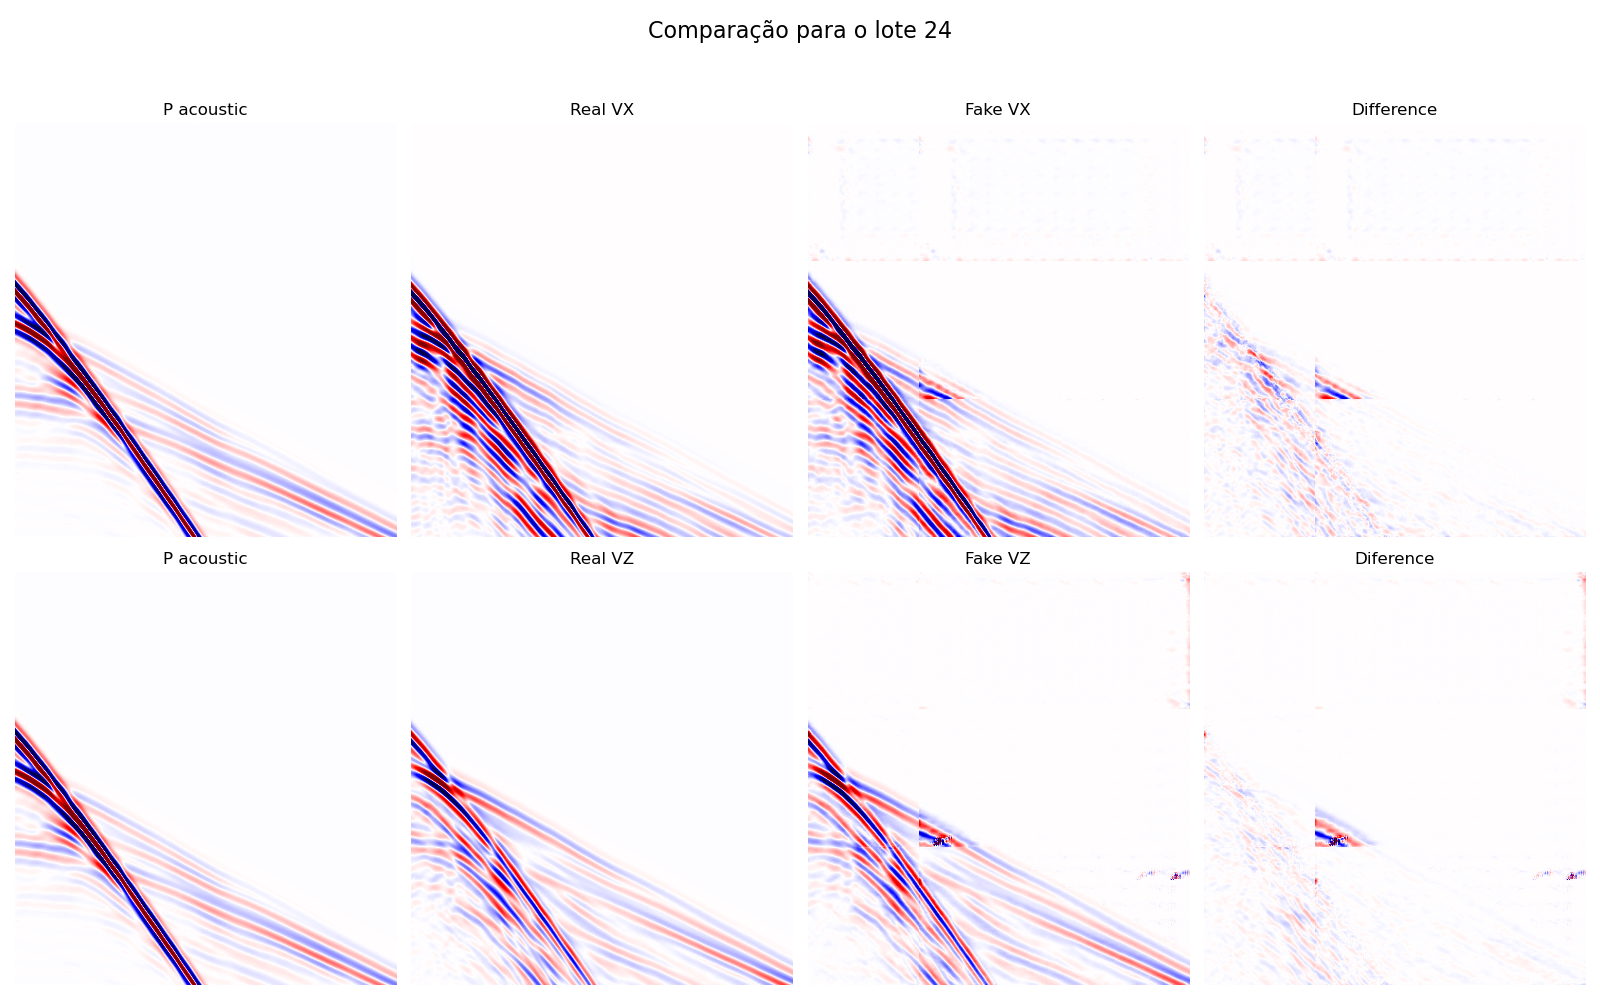 Comparação para o lote 24
P acoustic
Real VX
Fake VX
Difference
P acoustic
Real VZ
Fake VZ
Diference